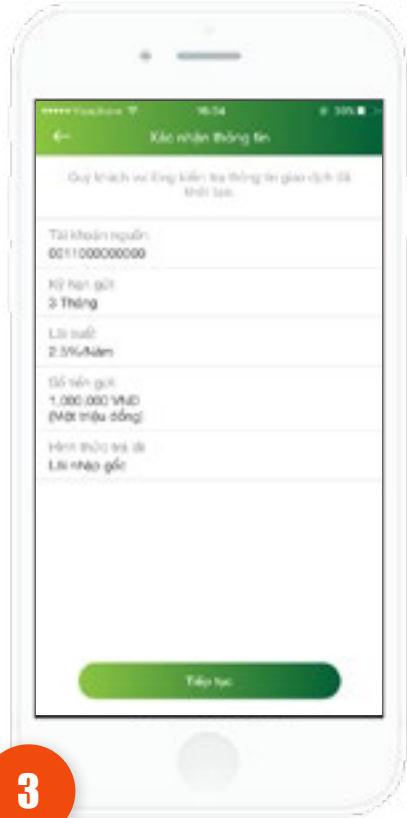 16:04
Xác nhận thông tin
Quý khách vui lòng kiểm tra thông tin giao dịch đã
khởi tạo
Tài khoản nguồn
0011000000000
Kỳ hạn gửi
3 Tháng
Lãi suất
%/Năm
Số tiền gửi
1,000,000 VND
(Một triệu đồng)
Hình thức trả lãi
Lãi nhập gốc
Tiếp tục
3